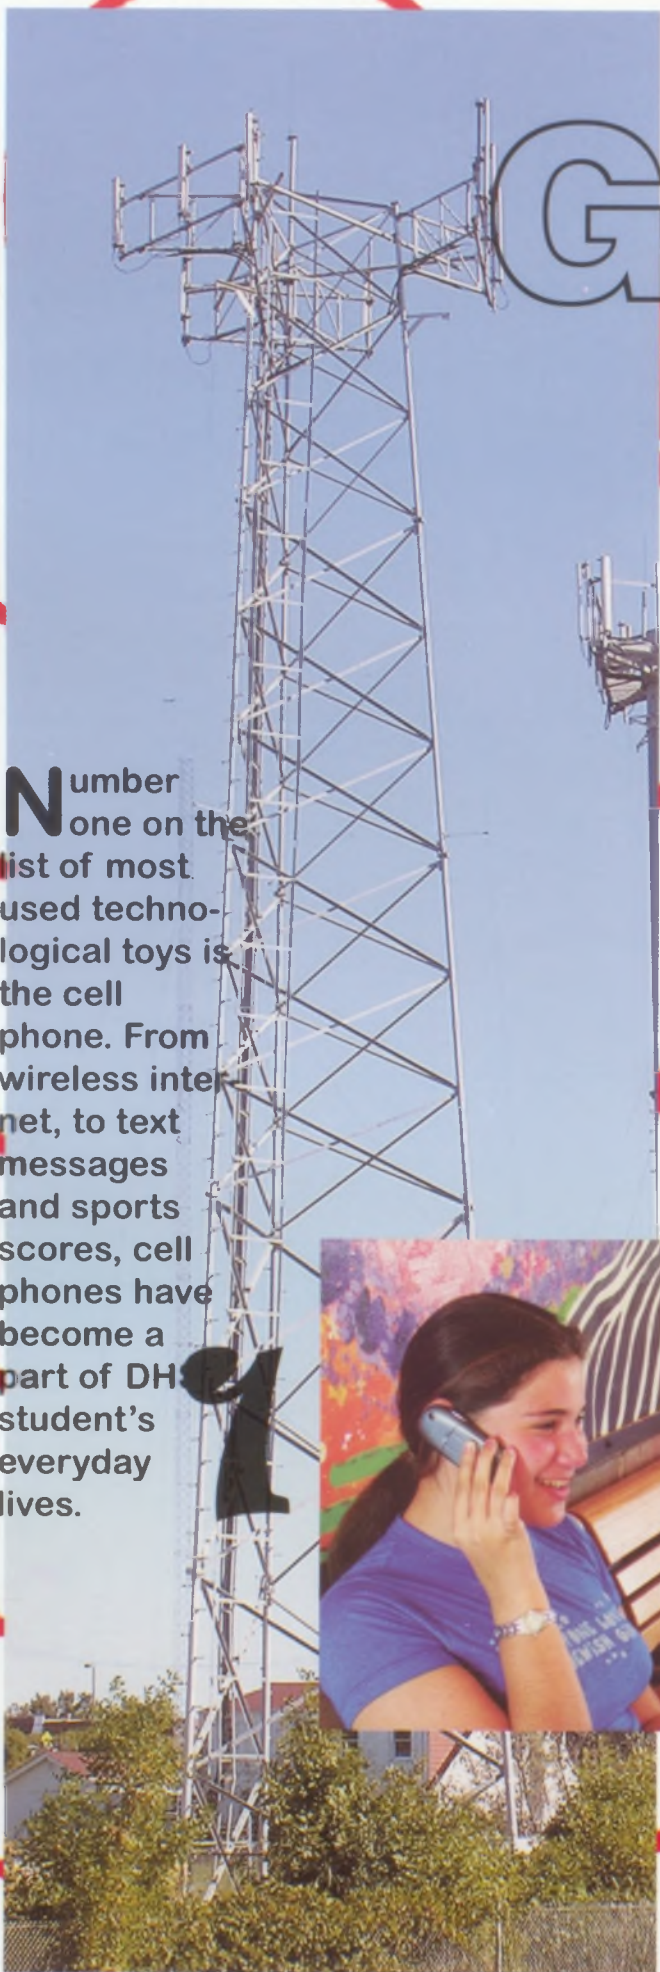 G
Number
one on the
list of most
used techno-
logical toys is
the cell
phone. From
wireless inter
net, to text
messages
and sports
scores, cell
phones have
become a
part of DHS
student's
everyday
lives.
1